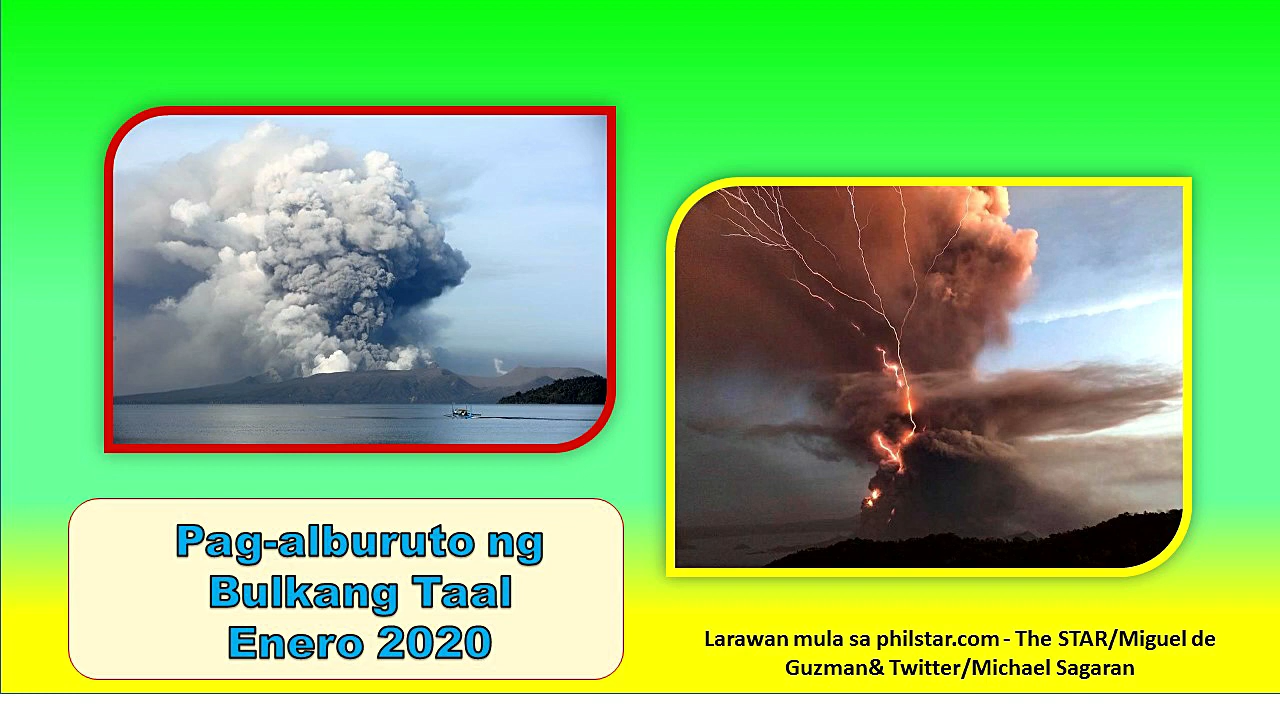 Pag-alburuto ng
Bulkang Taal
Enero 2020
Larawan mula sa philstar.com - The STAR/Miguel de
Guzman& Twitter/Michael Sagaran